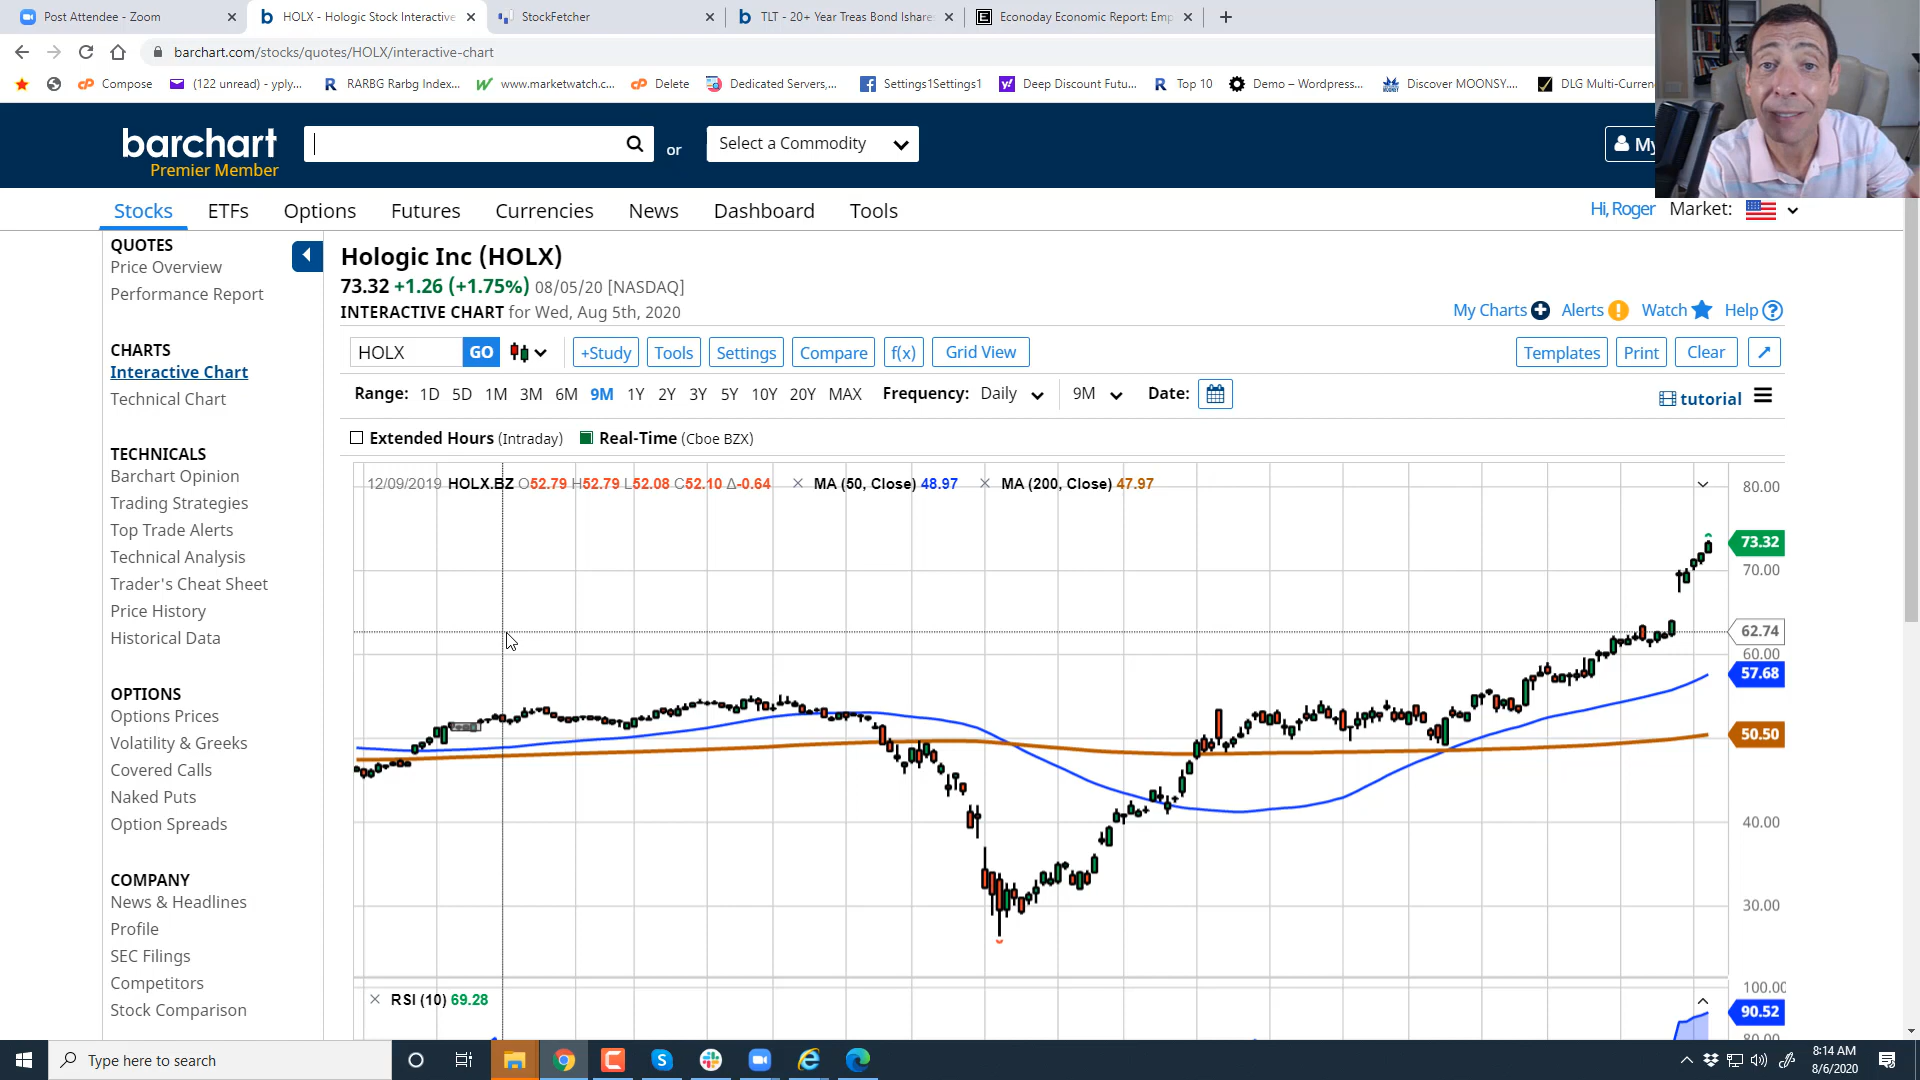 Post Attendee - Zoom
HOLX - Hologic Stock Interactive
StockFetcher
TLT - 20+ Year Treas Bond Ishare
Econoday Economic Report: Emp
barchart.com/stocks/quotes/HOLX/interactive-chart
Compose
(122 unread) - yply...
RARBG Rarbg Index...
www.marketwatch.c...
Delete
Dedicated Servers,...
Settings1Settings1
Deep Discount Futu...
Top 10
Demo – Wordpress...
Discover MOONSY....
DLG Multi-Curren
barchart
Premier Member
or
Select a Commodity
My
Stocks
ETFs
Options
Futures
Currencies
News
Dashboard
Tools
Hi, Roger
Market:
QUOTES
Price Overview
Performance Report
CHARTS
Interactive Chart
Technical Chart
TECHNICALS
Barchart Opinion
Trading Strategies
Top Trade Alerts
Technical Analysis
Trader's Cheat Sheet
Price History
Historical Data
OPTIONS
Options Prices
Volatility & Greeks
Covered Calls
Naked Puts
Option Spreads
COMPANY
News & Headlines
Profile
SEC Filings
Competitors
Stock Comparison
Hologic Inc (HOLX)
73.32 +1.26 (+1.75%) 08/05/20 [NASDAQ]
INTERACTIVE CHART for Wed, Aug 5th, 2020
My Charts
Alerts
Watch
Help
HOLX
GO
+Study
Tools
Settings
Compare
f(x)
Grid View
Templates
Print
Clear
Range: 1D 5D 1M 3M 6M 9M 1Y 2Y 3Y 5Y 10Y 20Y MAX Frequency: Daily 9M Date:
tutorial
Extended Hours (Intraday) Real-Time (Cboe BZX)
12/09/2019 HOLX.BZ O52.79 H52.79 L52.08 C52.10 Δ-0.64 MA (50, Close) 48.97 MA (200, Close) 47.97
80.00
73.32
70.00
62.74
60.00
57.68
50.50
40.00
30.00
RSI (10) 69.28
100.00
90.52
80.00
Type here to search
8:14 AM
8/6/2020